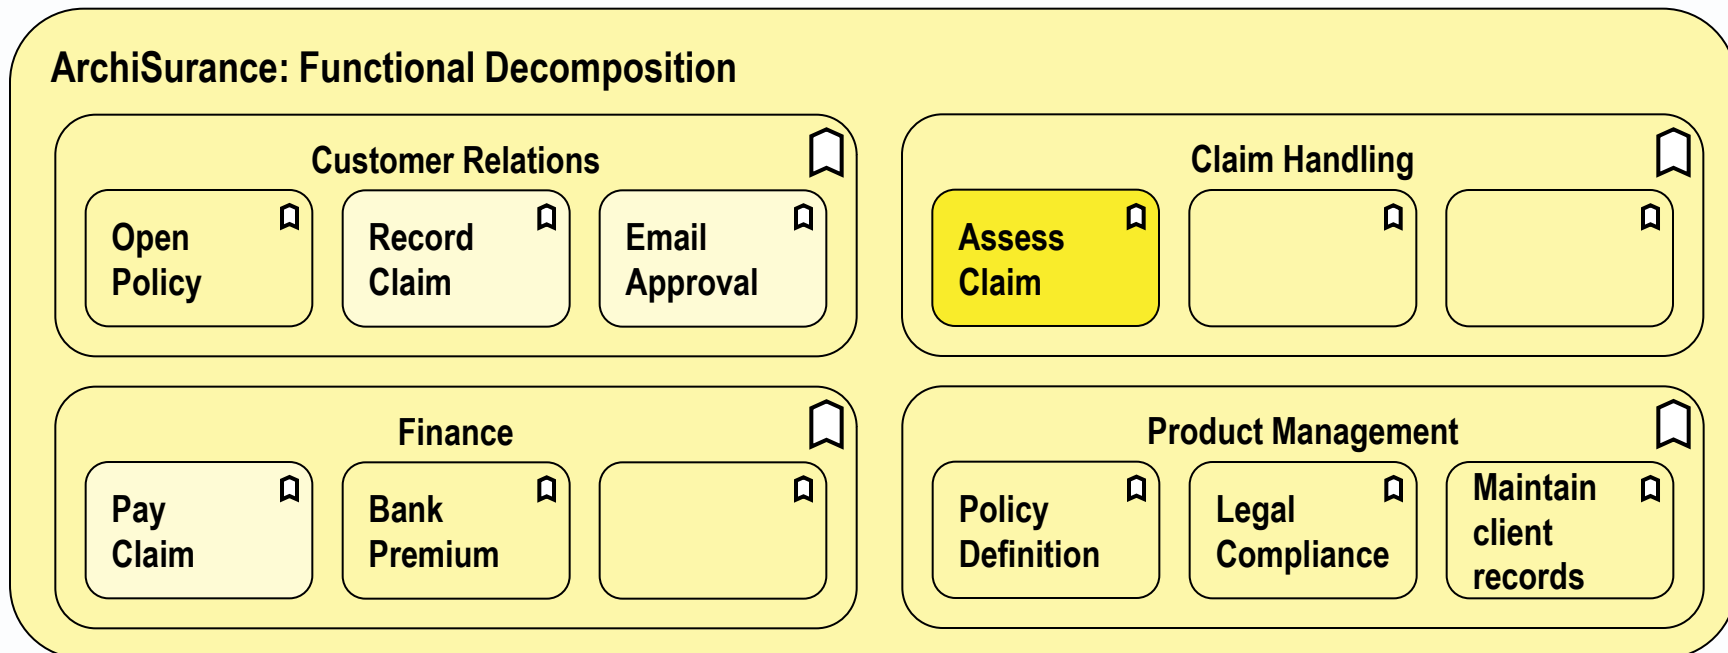 ArchiSurance: Functional Decomposition
Customer Relations
Open
Policy
Record
Claim
Email
Approval
Claim Handling
Assess
Claim
Finance
Pay
Claim
Bank
Premium
Product Management
Policy
Definition
Legal
Compliance
Maintain
client
records